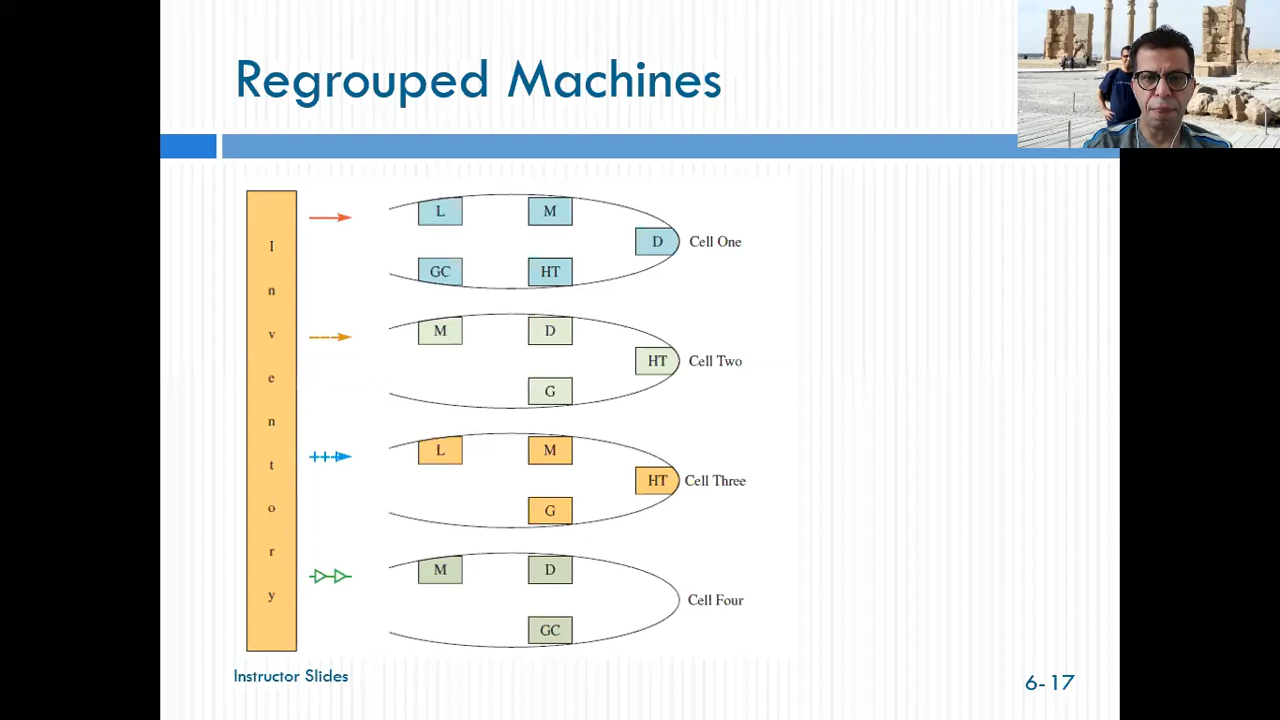 Regrouped Machines
I
n
v
e
n
t
o
r
y
L M
D Cell One
GC HT
M D
HT Cell Two
G
L M
HT Cell Three
G
M D
Cell Four
GC
Instructor Slides
6-17